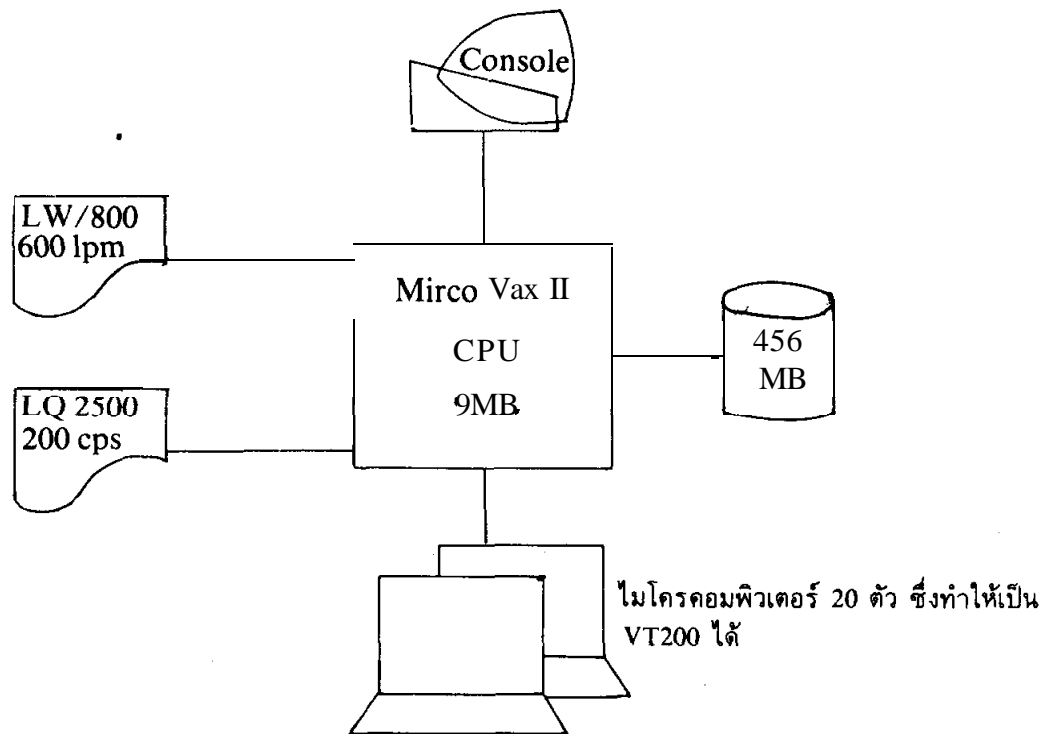 Console
LW/800
600 lpm
Mirco Vax II
CPU
9MB
456
MB
LQ 2500
200 cps
ไมโครคอมพิวเตอร์ 20 ตัว ซึ่งทำให้เป็น
VT200 ได้